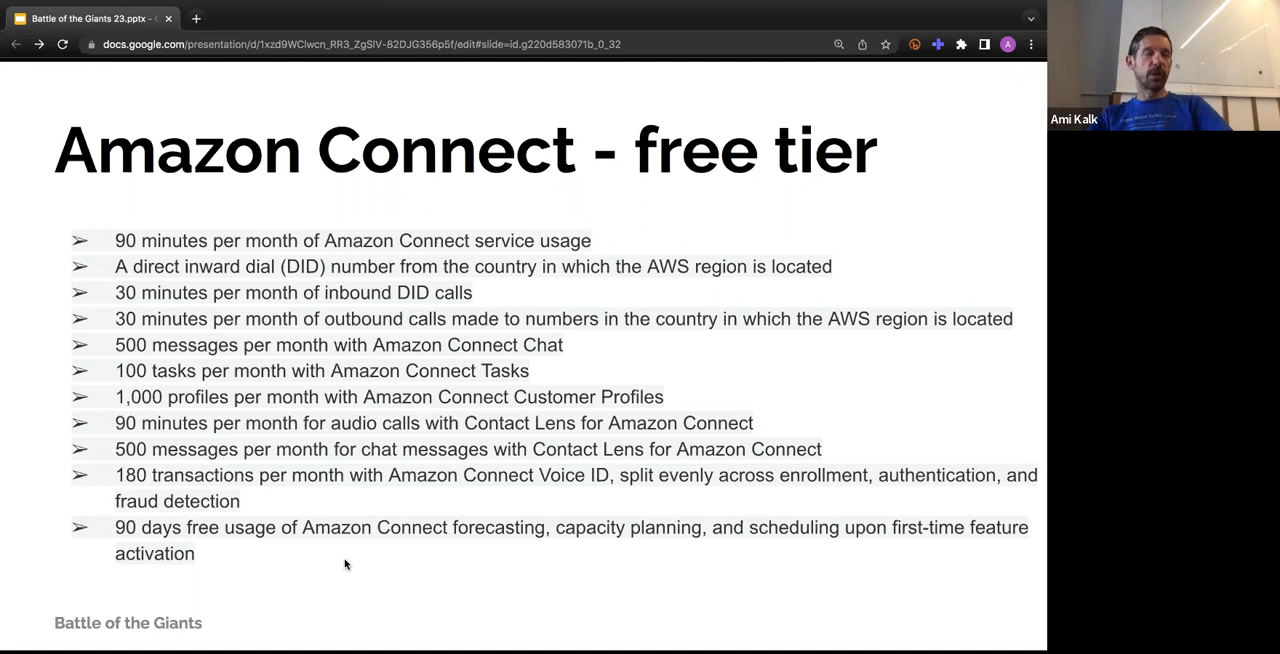 Battle of the Giants 23.pptx -
docs.google.com/presentation/d/1xzd9WClwcn_RR3_ZgSlV-82DJG356p5f/edit#slide=id.g220d583071b_0_32
A
Ami Kalk
Amazon Connect - free tier
➢ 90 minutes per month of Amazon Connect service usage
➢ A direct inward dial (DID) number from the country in which the AWS region is located
➢ 30 minutes per month of inbound DID calls
➢ 30 minutes per month of outbound calls made to numbers in the country in which the AWS region is located
➢ 500 messages per month with Amazon Connect Chat
➢ 100 tasks per month with Amazon Connect Tasks
➢ 1,000 profiles per month with Amazon Connect Customer Profiles
➢ 90 minutes per month for audio calls with Contact Lens for Amazon Connect
➢ 500 messages per month for chat messages with Contact Lens for Amazon Connect
➢ 180 transactions per month with Amazon Connect Voice ID, split evenly across enrollment, authentication, and
fraud detection
➢ 90 days free usage of Amazon Connect forecasting, capacity planning, and scheduling upon first-time feature
activation
Battle of the Giants